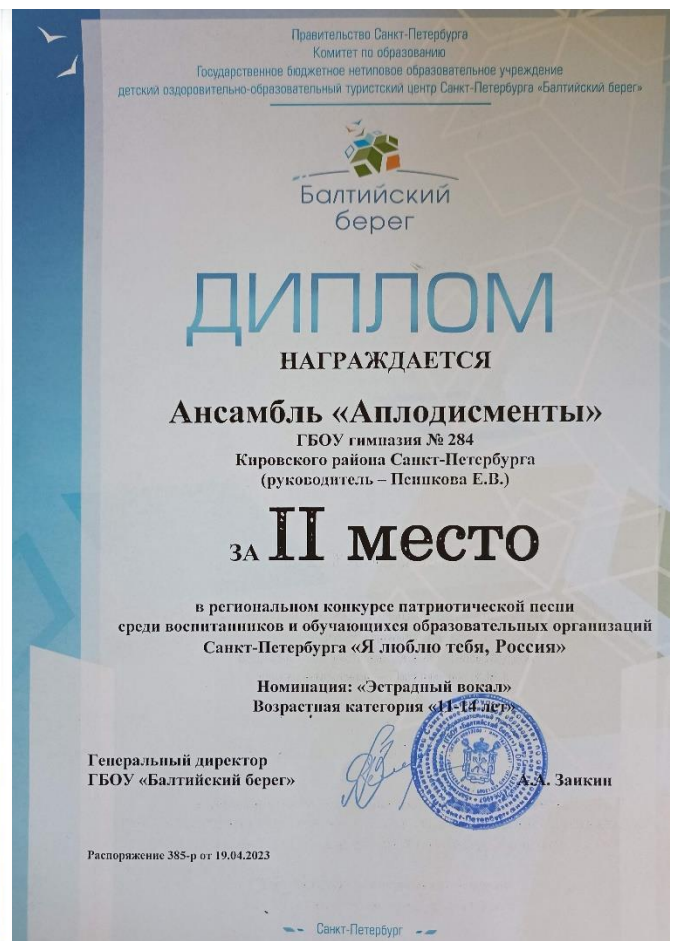 Правительство Санкт-Петербурга
Комитет по образованию
Государственное бюджетное нетиповое образовательное учреждение
детский оздоровительно-образовательный туристский центр Санкт-Петербурга «Балтийский берег»
Балтийский
берег
ДИПЛОМ
НАГРАЖДАЕТСЯ
Ансамбль «Аплодисменты»
ГБОУ гимназия № 284
Кировского района Санкт-Петербурга
(руководитель – Псинкова Е.В.)
ЗА II место
в региональном конкурсе патриотической песни
среди воспитанников и обучающихся образовательных организаций
Санкт-Петербурга «Я люблю тебя, Россия»
Номинация: «Эстрадный вокал»
Возрастная категория «11-14 лет»
Генеральный директор
ГБОУ «Балтийский берег»
А.А. Заикин
Распоряжение 385-р от 19.04.2023
Санкт-Петербург